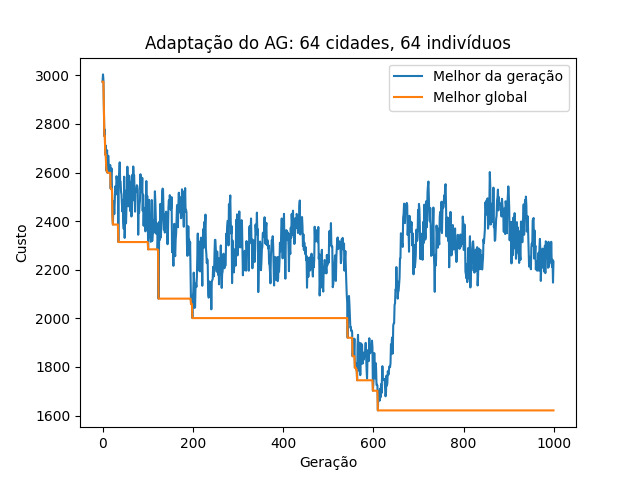 Adaptação do AG: 64 cidades, 64 indivíduos
Melhor da geração
Melhor global
Custo
3000
2800
2600
2400
2200
2000
1800
1600
0 200 400 600 800 1000
Geração